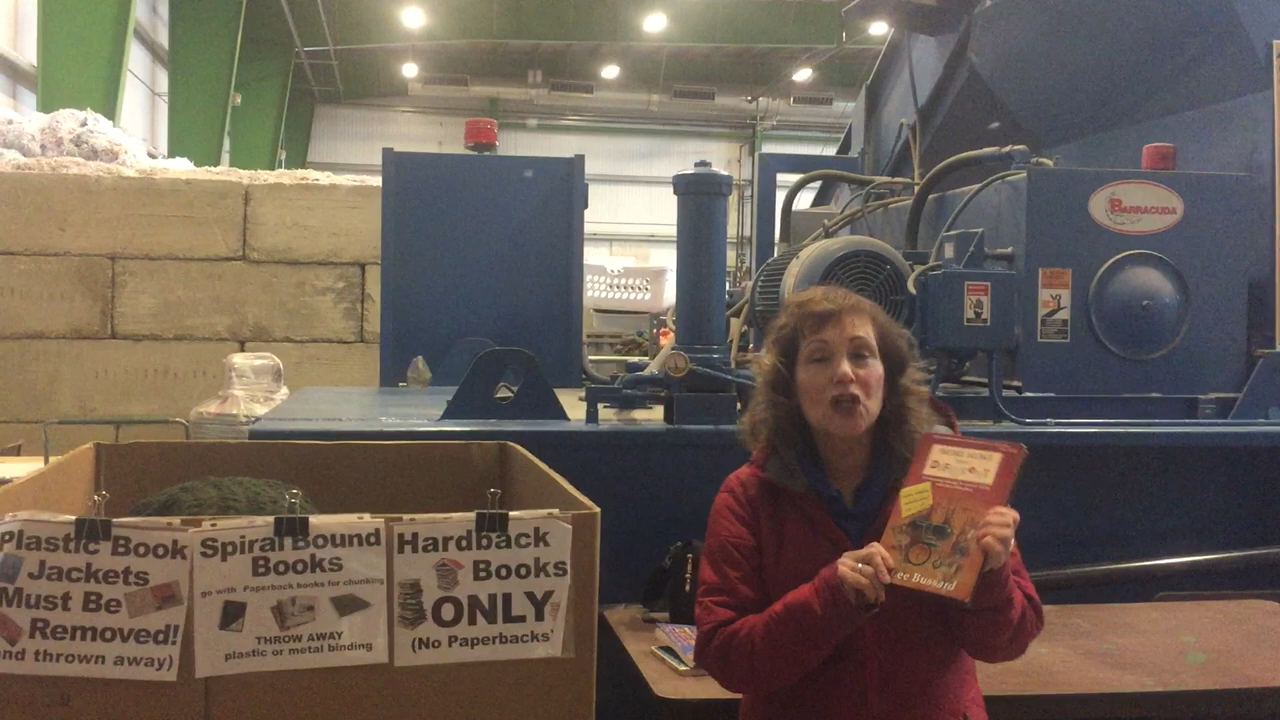 BARRACUDA
Plastic Book
Jackets
Must Be
Removed!
and thrown away)
Spiral Bound
Books
go with Paperback books for chunking
THROW AWAY
plastic or metal binding
Hardback
Books
ONLY
(No Paperbacks
ee Bussard